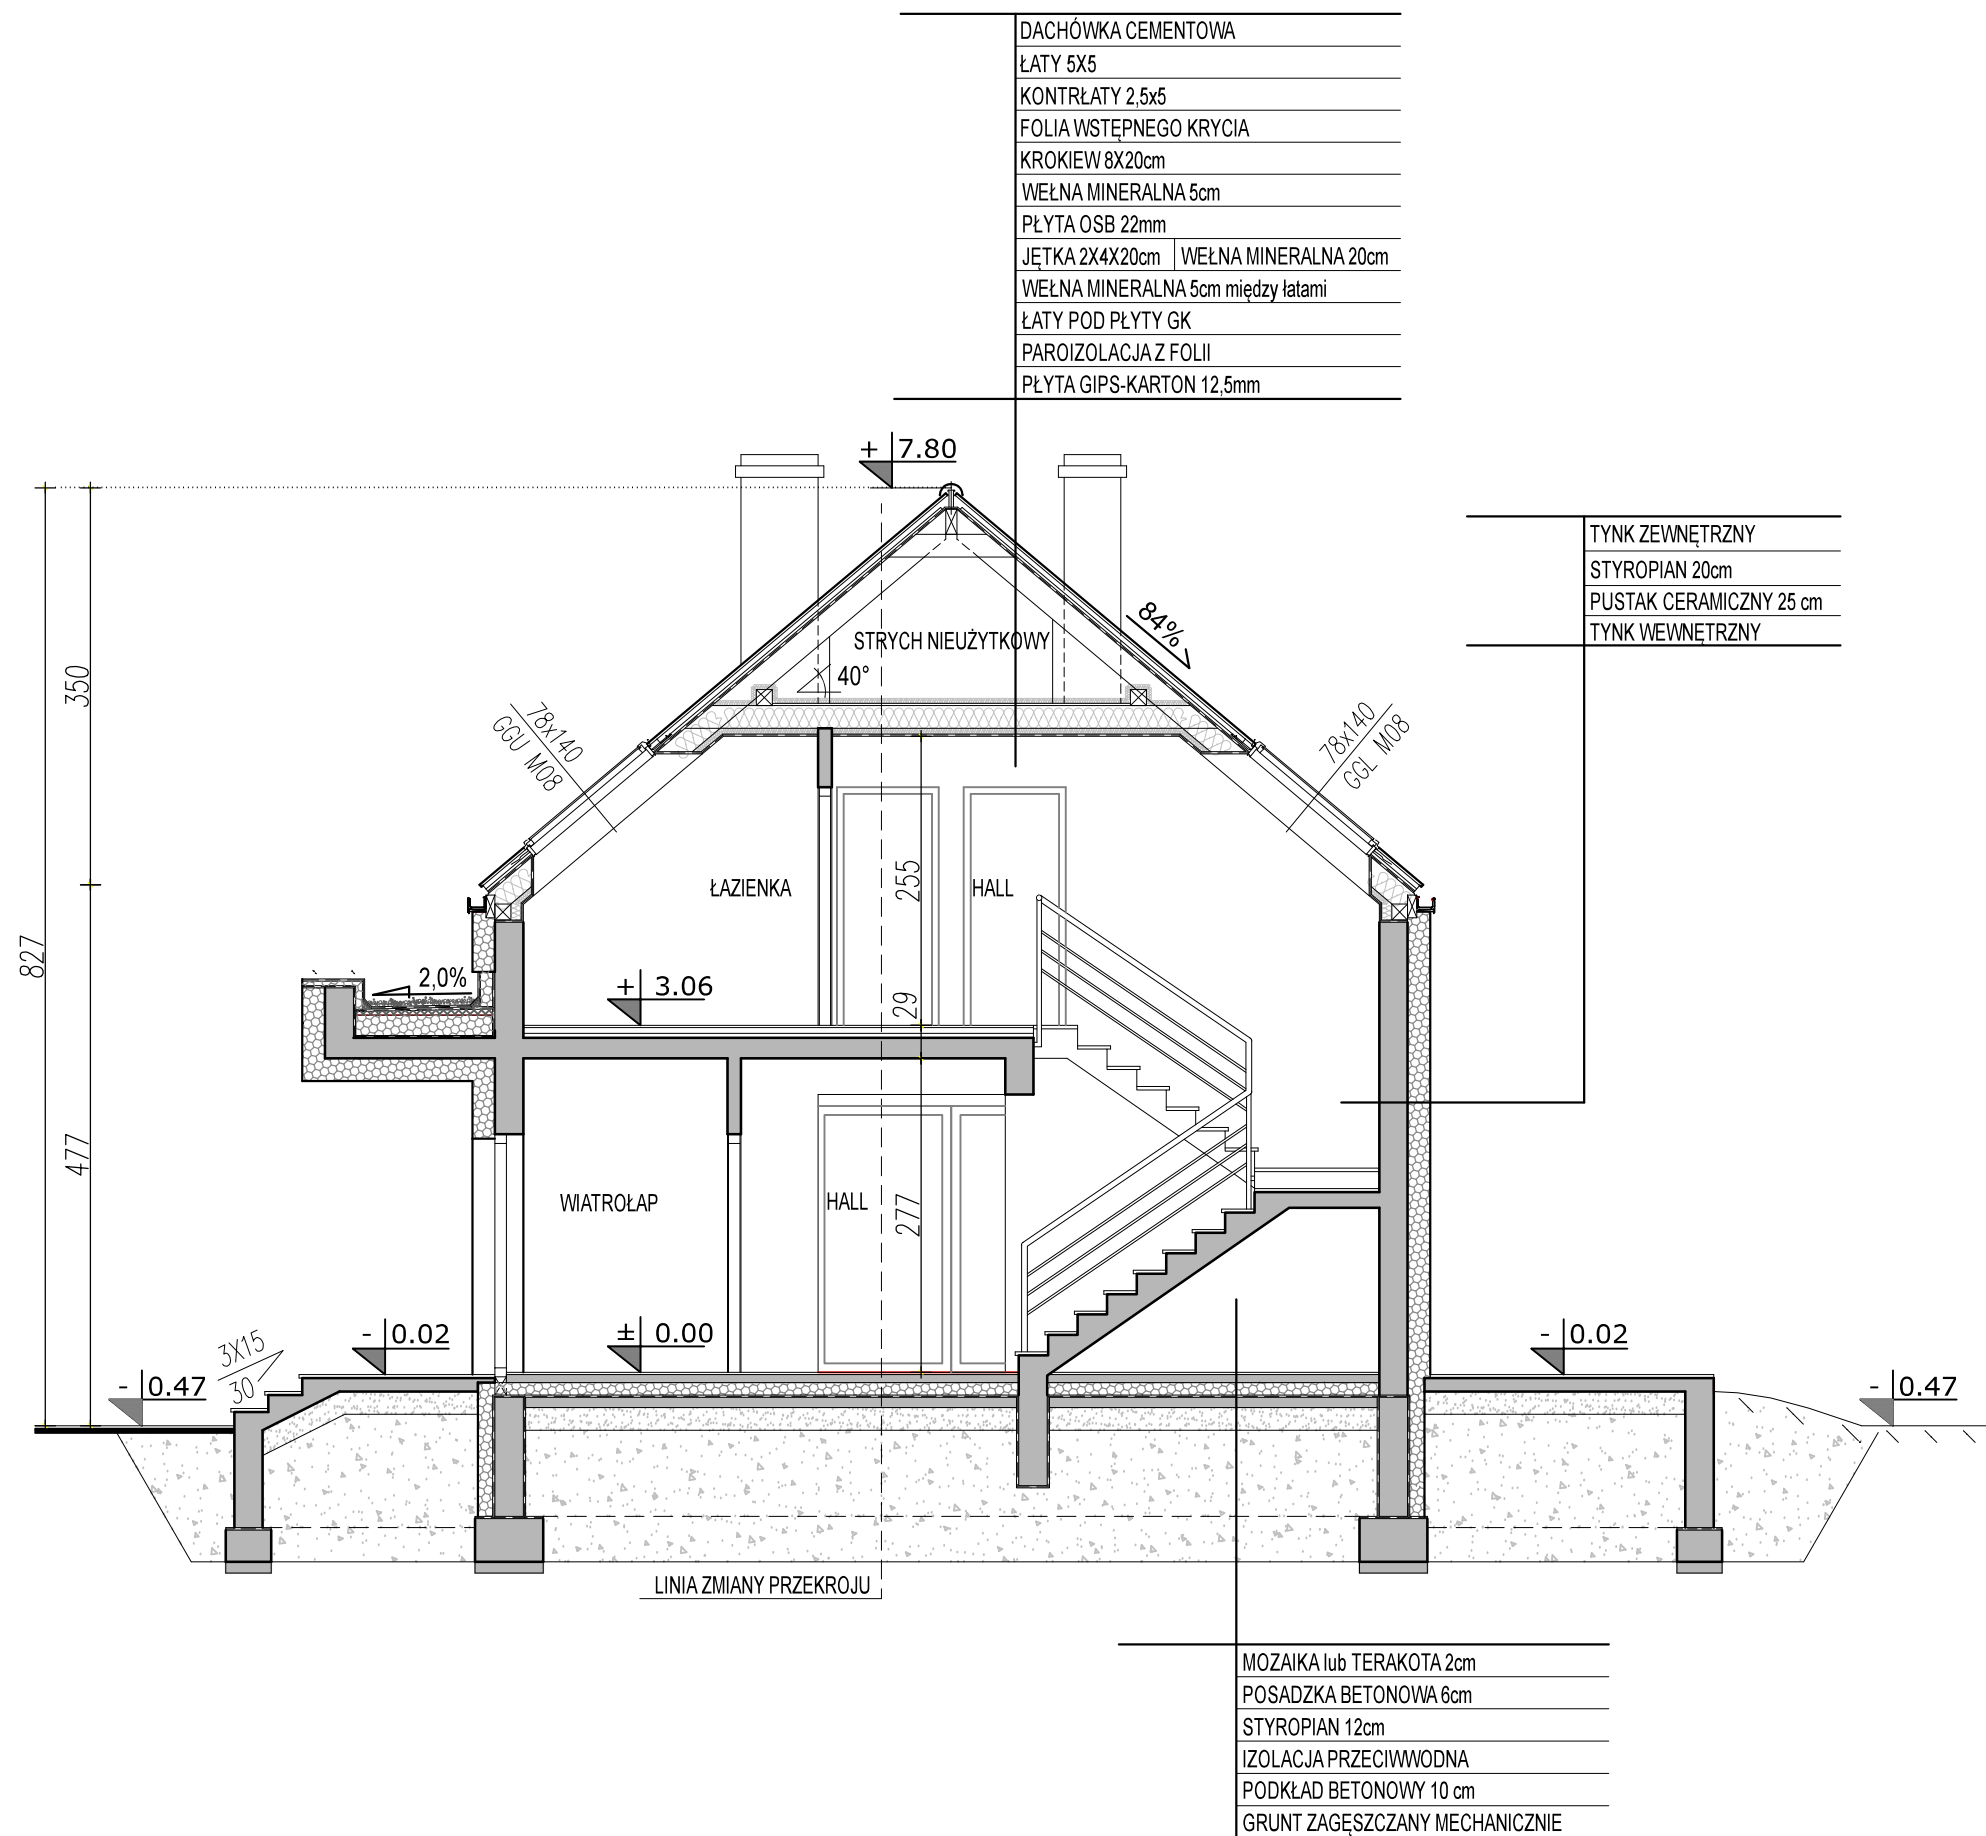 DACHÓWKA CEMENTOWA
ŁATY 5X5
KONTRŁATY 2,5x5
FOLIA WSTĘPNEGO KRYCIA
KROKIEW 8X20cm
WEŁNA MINERALNA 5cm
PŁYTA OSB 22mm
JĘTKA 2X4X20cm WEŁNA MINERALNA 20cm
WEŁNA MINERALNA 5cm między łatami
ŁATY POD PŁYTY GK
PAROIZOLACJA Z FOLII
PŁYTA GIPS-KARTON 12,5mm
+ 7.80
TYNK ZEWNĘTRZNY
STYROPIAN 20cm
PUSTAK CERAMICZNY 25 cm
TYNK WEWNĘTRZNY
84%
STRYCH NIEUŻYTKOWY
40°
350
78x140
GGU M08
78x140
GGL M08
ŁAZIENKA
255
HALL
827
2,0%
+ 3.06
29
477
WIATROŁAP
HALL
277
- 0.02
± 0.00
- 0.02
3X15
30
- 0.47
- 0.47
LINIA ZMIANY PRZEKROJU
MOZAIKA lub TERAKOTA 2cm
POSADZKA BETONOWA 6cm
STYROPIAN 12cm
IZOLACJA PRZECIWWODNA
PODKŁAD BETONOWY 10 cm
GRUNT ZAGĘSZCZANY MECHANICZNIE